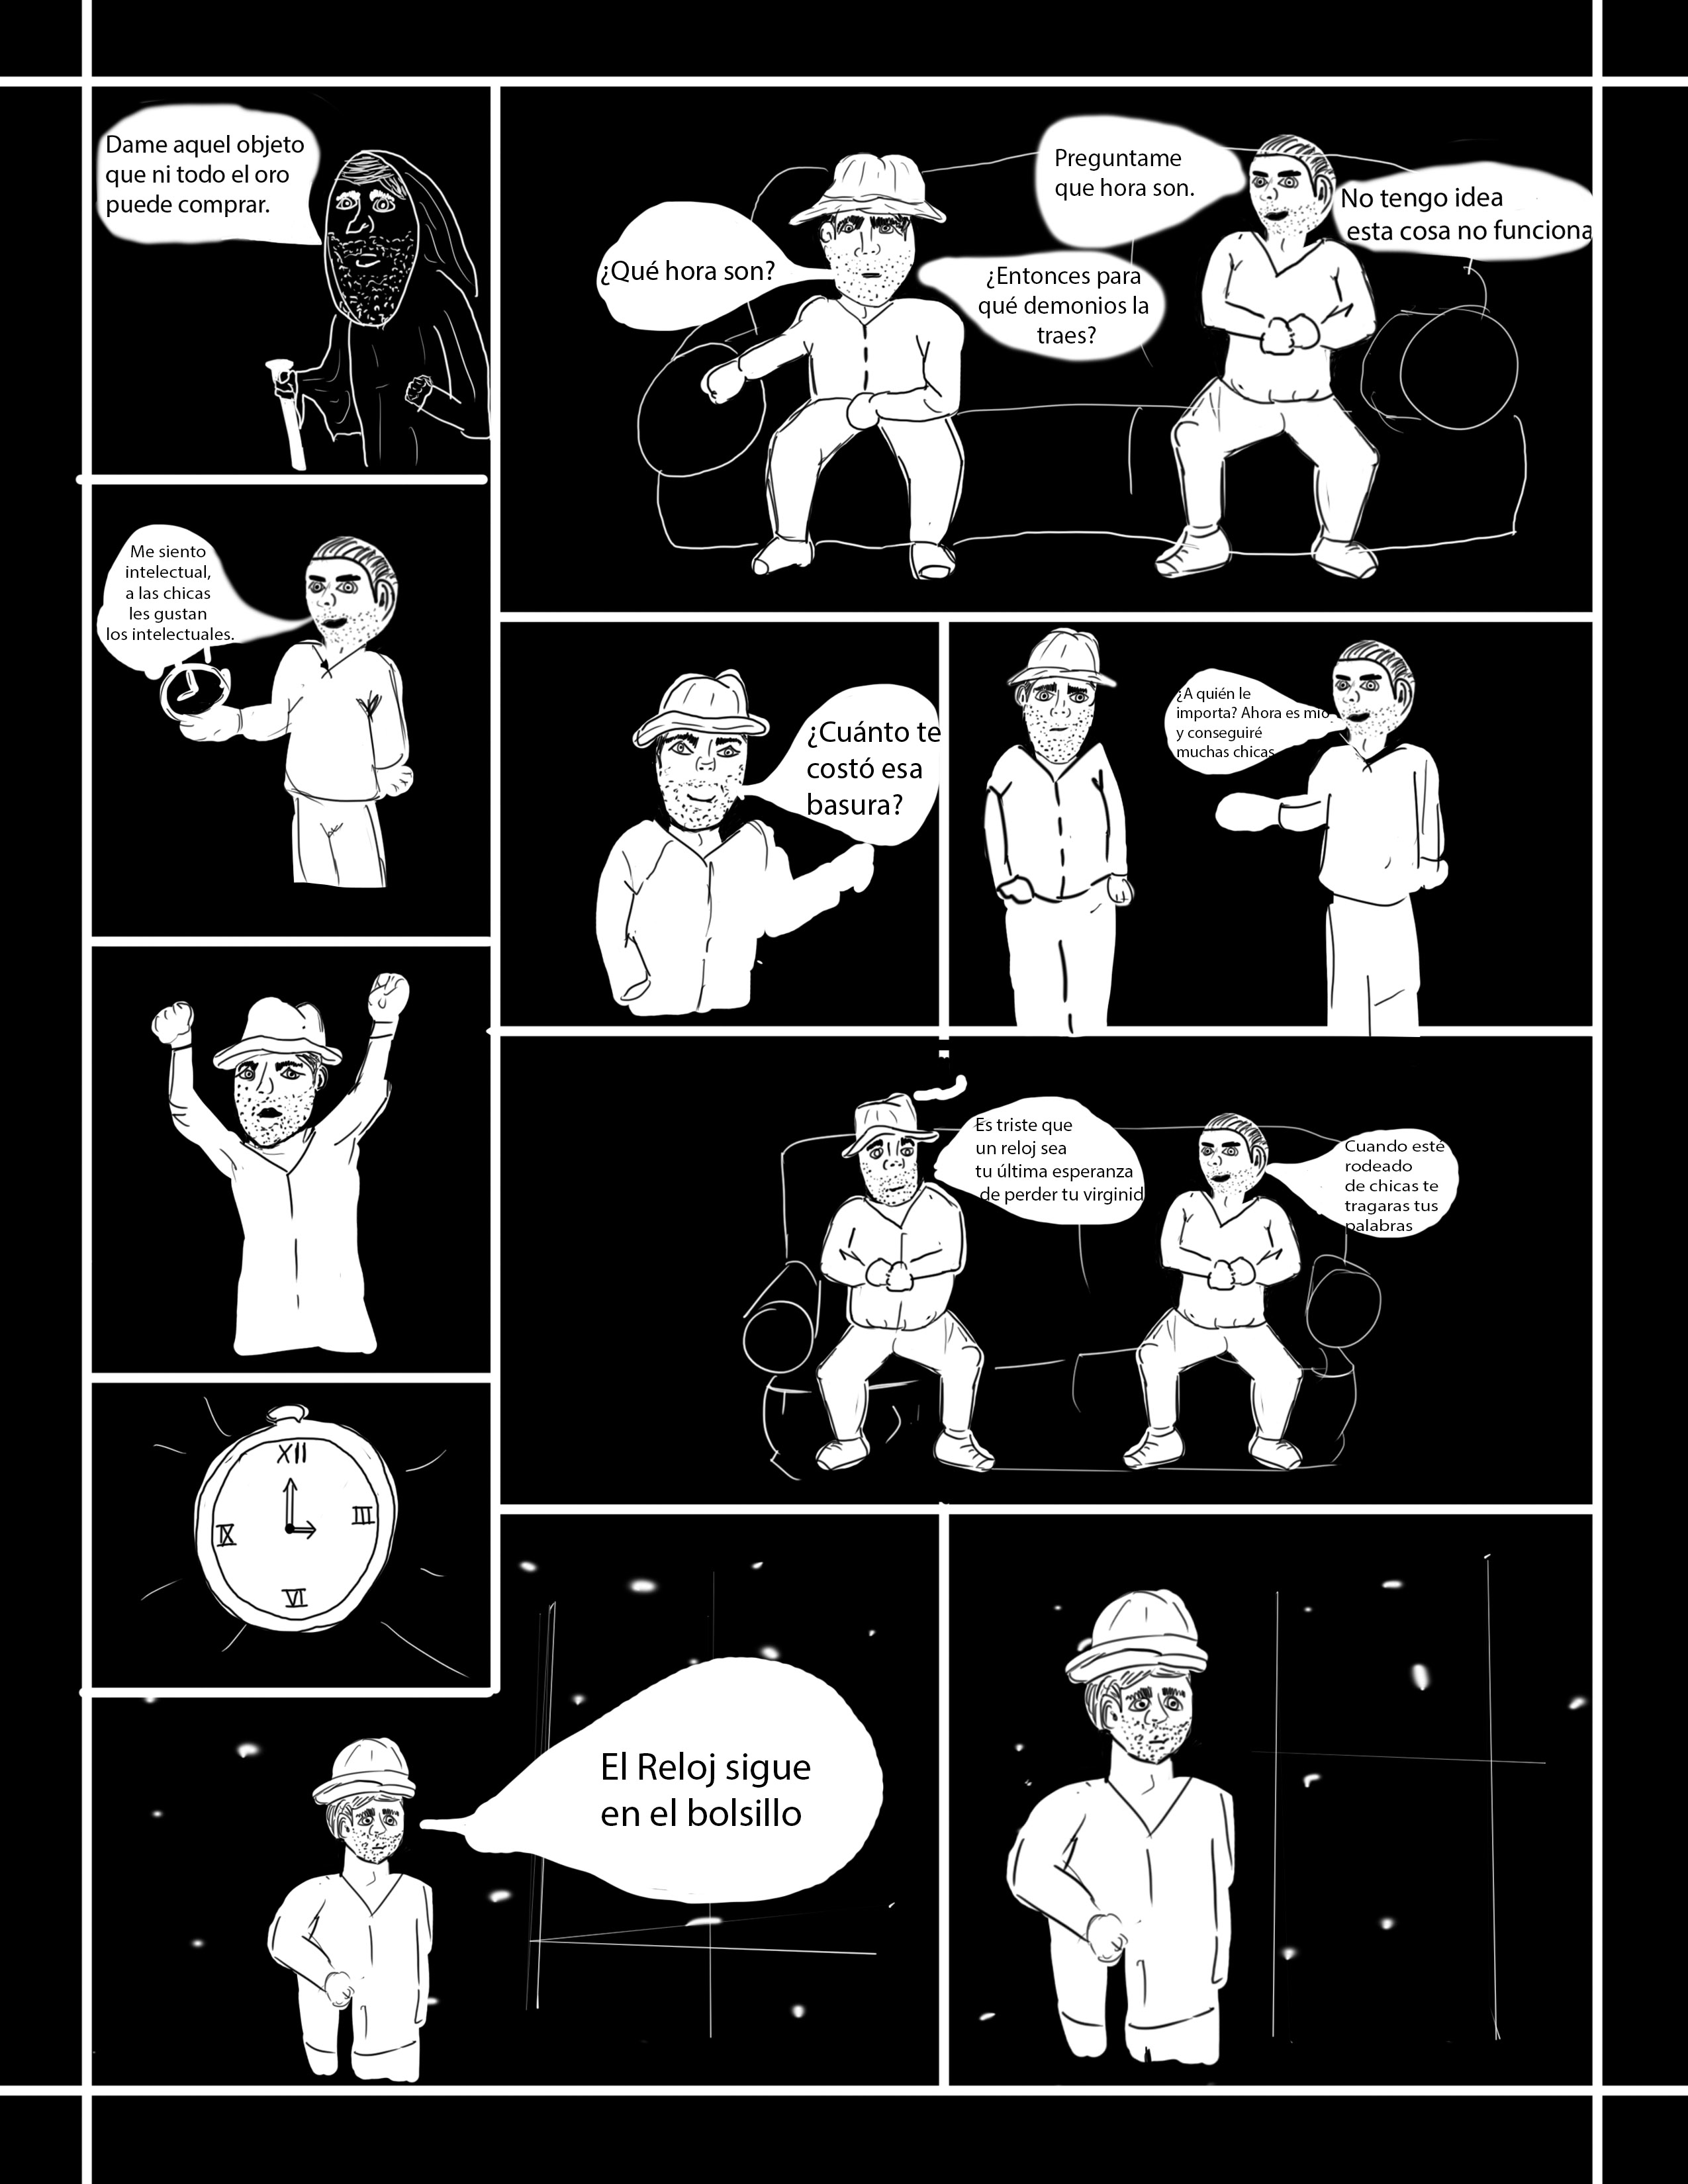 Dame aquel objeto
que ni todo el oro
puede comprar.
Preguntame
que hora son.
¿Qué hora son?
No tengo idea
esta cosa no funciona
¿Entonces para
qué demonios la
traes?
Me siento
intelectual,
a las chicas
les gustan
los intelectuales.
¿Cuánto te
costó esa
basura?
¿A quién le
importa? Ahora es mio
y conseguiré
muchas chicas
Es triste que
un reloj sea
tu última esperanza
de perder tu virginid
Cuando esté
rodeado
de chicas te
tragaras tus
palabras
XII
III
IX
VI
El Reloj sigue
en el bolsillo